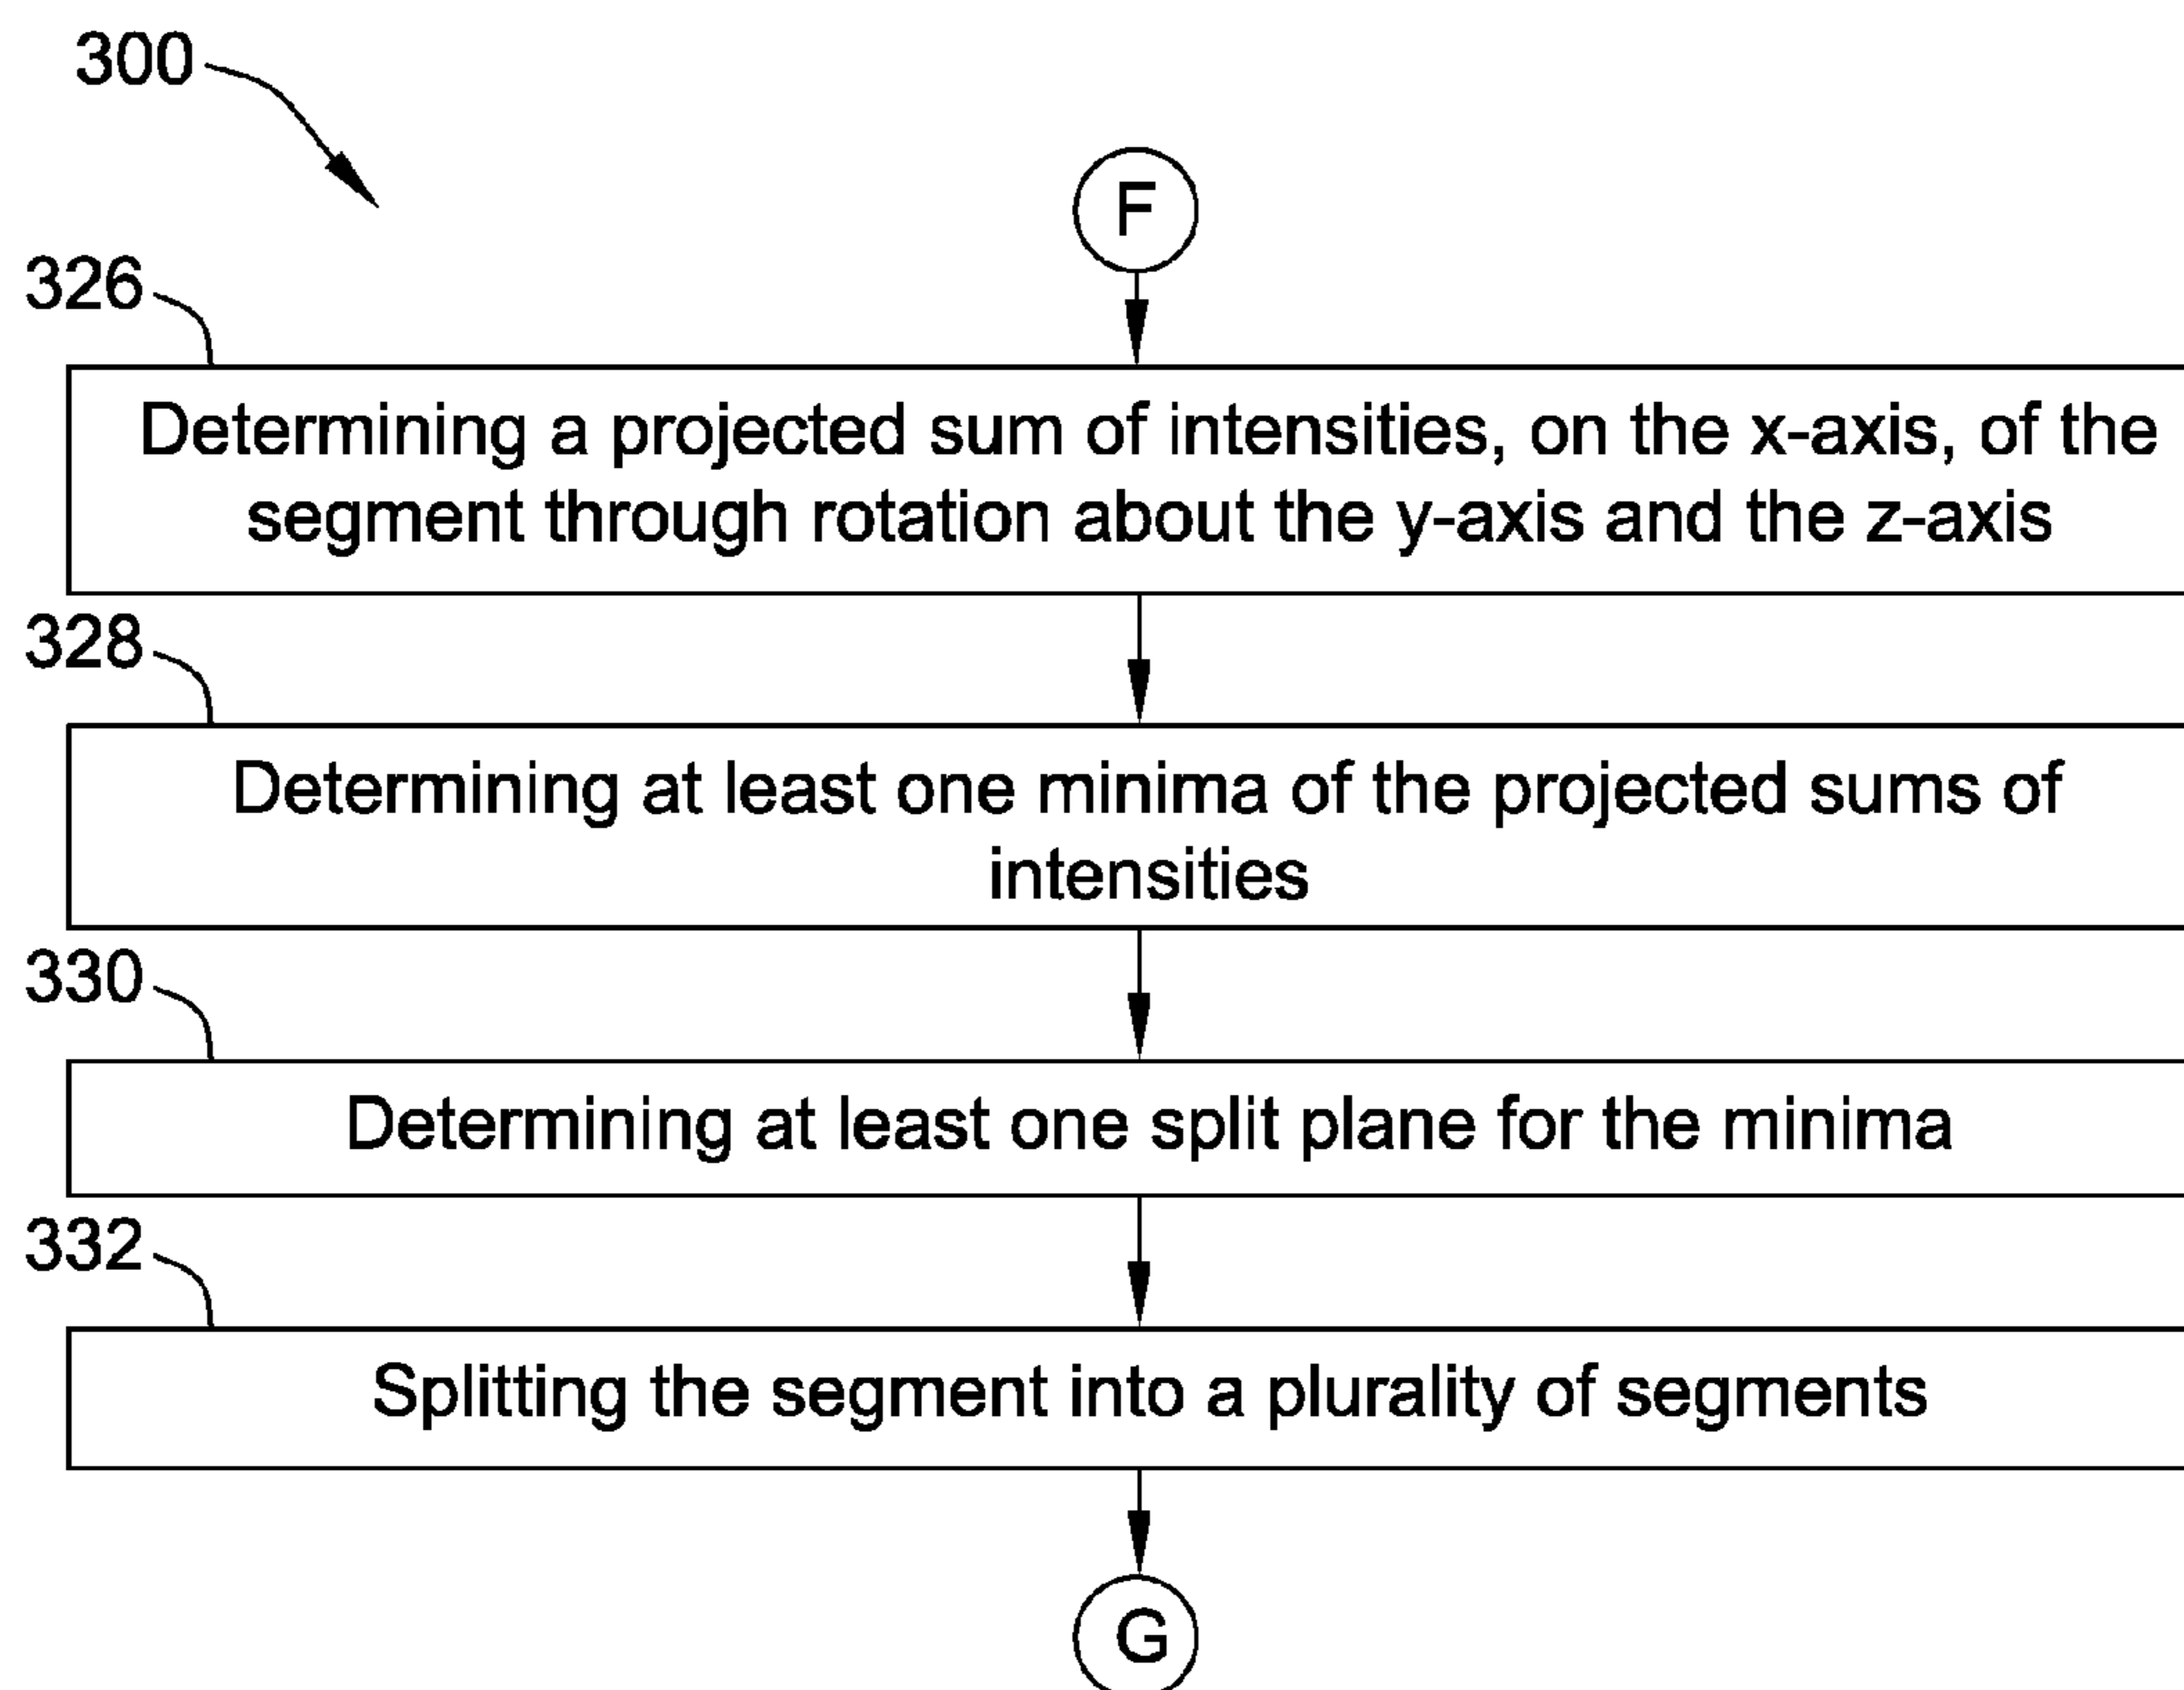 300
F
326
Determining a projected sum of intensities, on the x-axis, of the
segment through rotation about the y-axis and the z-axis
328
Determining at least one minima of the projected sums of
intensities
330
Determining at least one split plane for the minima
332
Splitting the segment into a plurality of segments
G